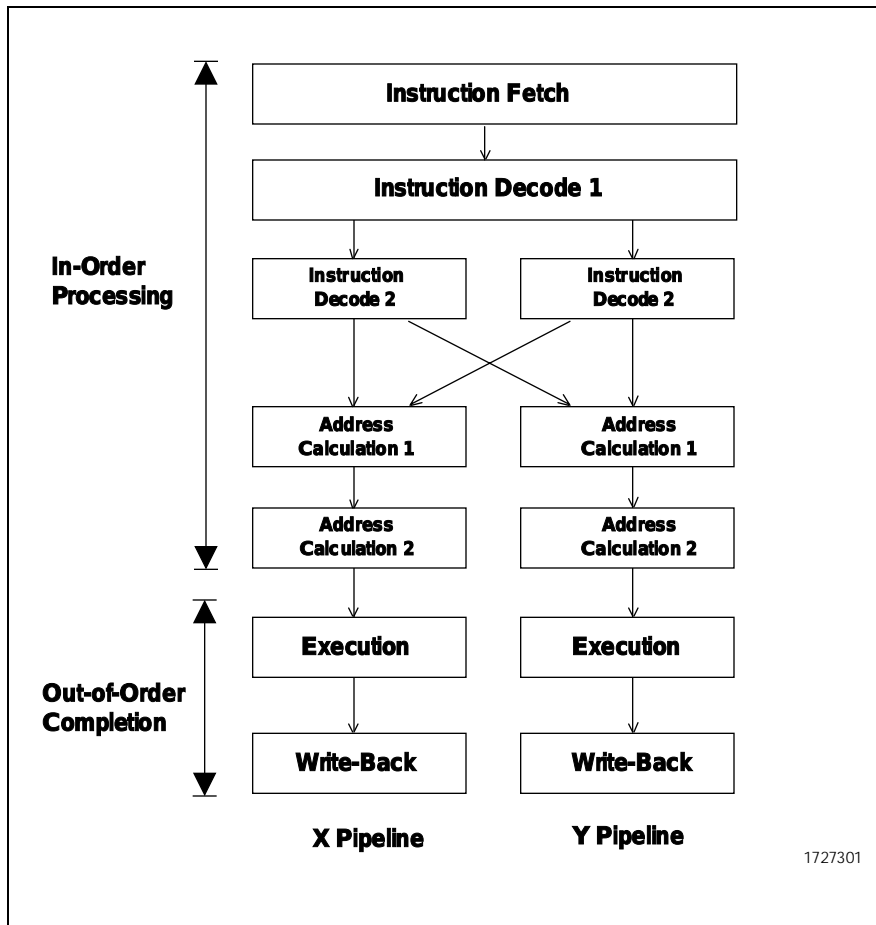 Instruction Fetch
Instruction Decode 1
In-Order
Processing
Instruction
Decode 2
Instruction
Decode 2
Address
Calculation 1
Address
Calculation 1
Address
Calculation 2
Address
Calculation 2
Out-of-Order
Completion
Execution
Execution
Write-Back
Write-Back
X Pipeline
Y Pipeline
1727301